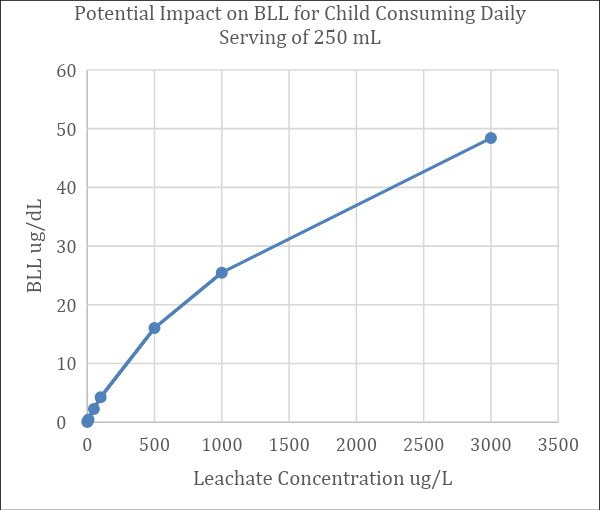 Potential Impact on BLL for Child Consuming Daily
Serving of 250 mL
60
50
40
30
20
10
0
BLL ug/dL
0 500 1000 1500 2000 2500 3000 3500
Leachate Concentration ug/L